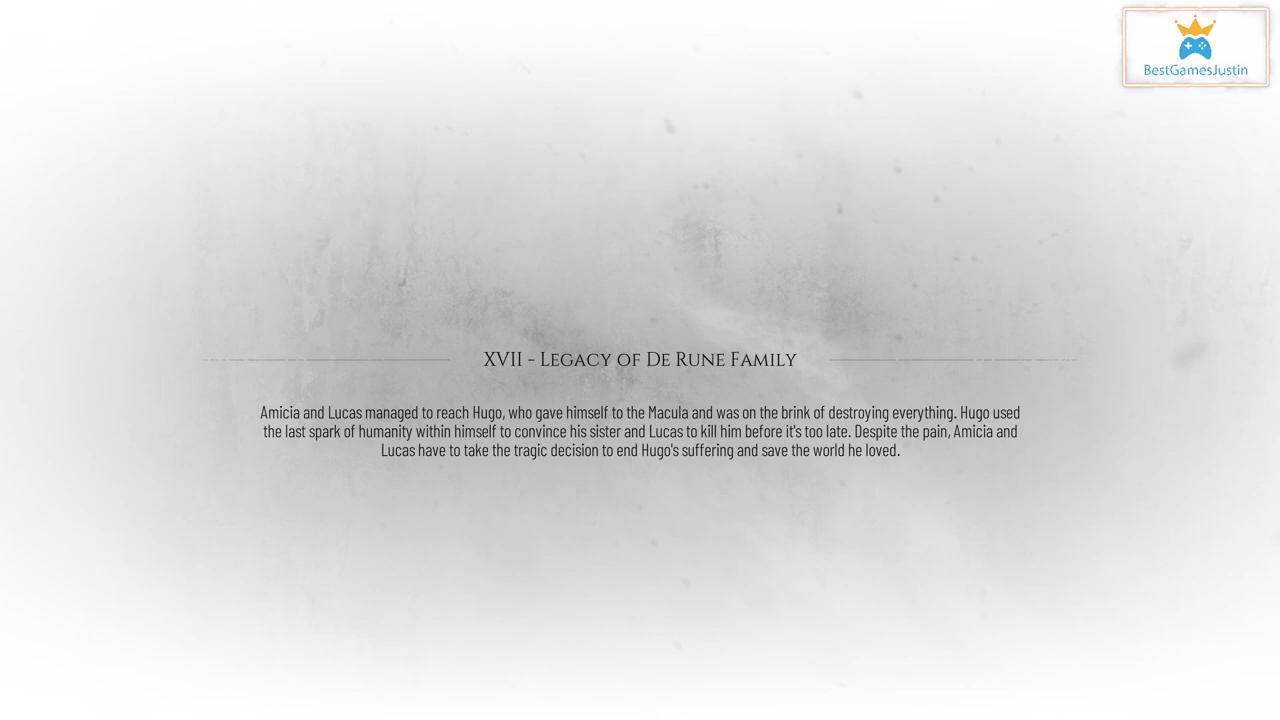 BestGamesJustin
XVII - Legacy of De Rune Family
Amicia and Lucas managed to reach Hugo, who gave himself to the Macula and was on the brink of destroying everything. Hugo used
the last spark of humanity within himself to convince his sister and Lucas to kill him before it's too late. Despite the pain, Amicia and
Lucas have to take the tragic decision to end Hugo's suffering and save the world he loved.